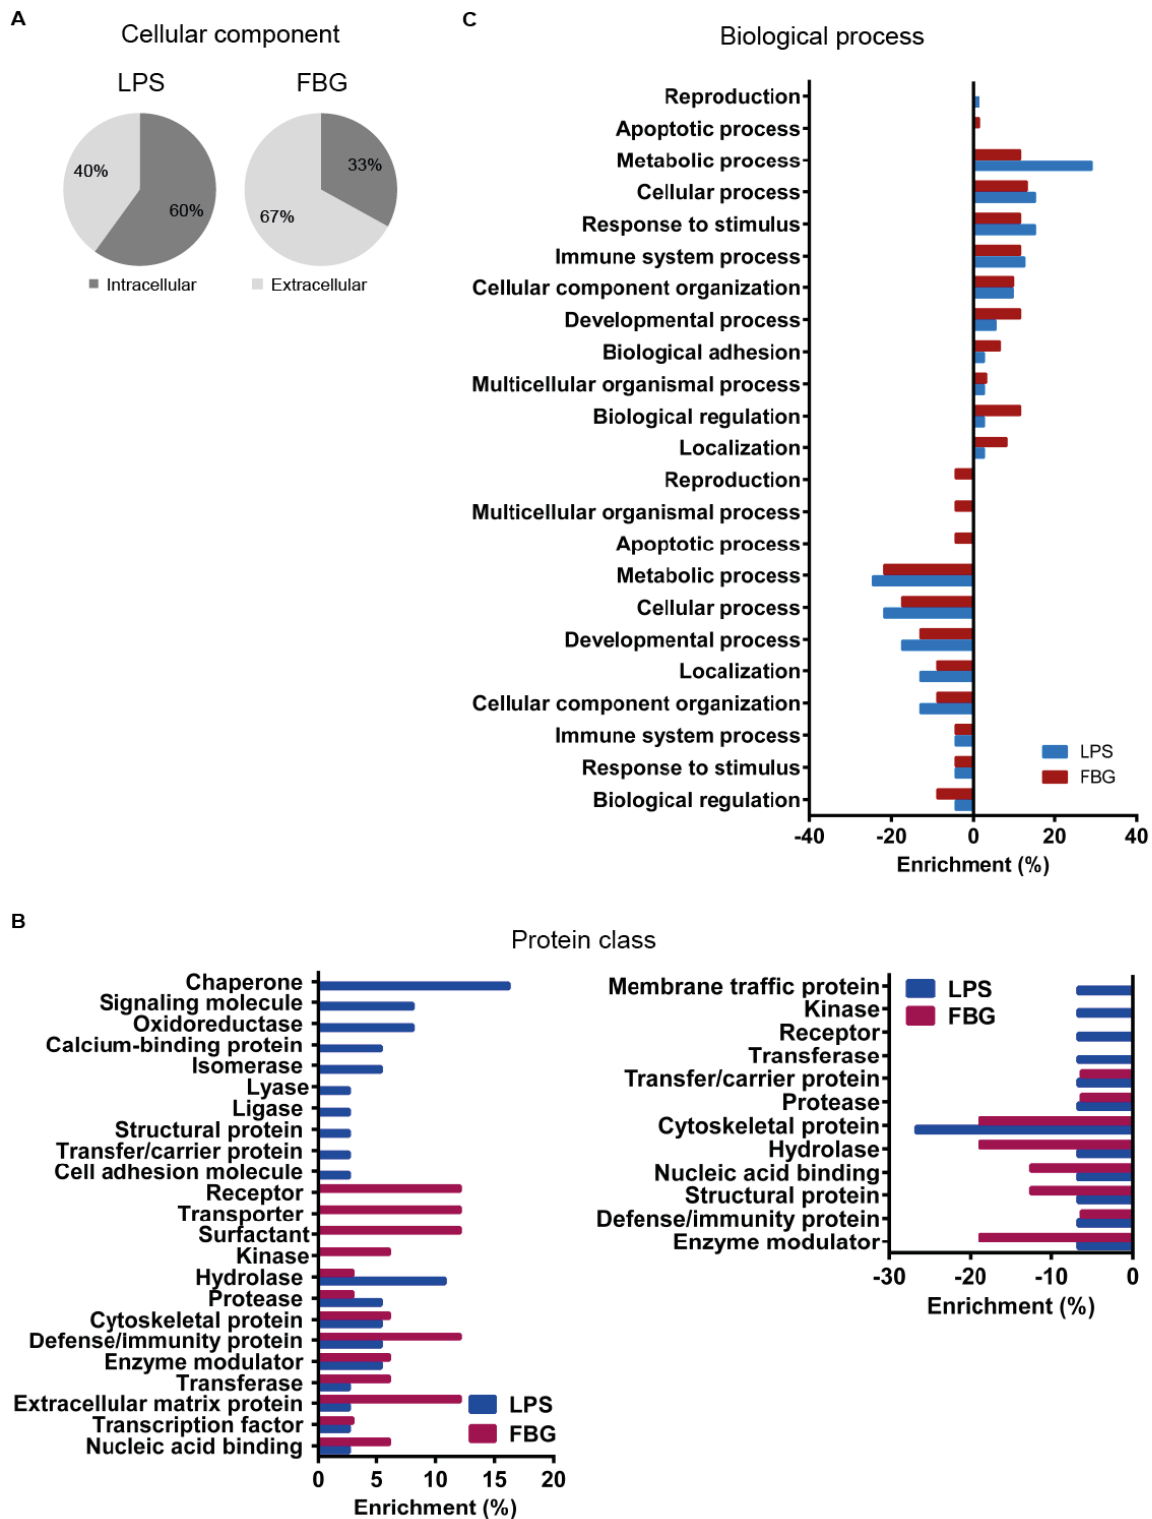 A
Cellular component
LPS
FBG
40%
60%
33%
67%
Intracellular
Extracellular
C
Biological process
Reproduction
Apoptotic process
Metabolic process
Cellular process
Response to stimulus
Immune system process
Cellular component organization
Developmental process
Biological adhesion
Multicellular organismal process
Biological regulation
Localization
Reproduction
Multicellular organismal process
Apoptotic process
Metabolic process
Cellular process
Developmental process
Localization
Cellular component organization
Immune system process
Response to stimulus
Biological regulation
LPS
FBG
-40 -20 0 20 40
Enrichment (%)
B
Protein class
Chaperone
Signaling molecule
Oxidoreductase
Calcium-binding protein
Isomerase
Lyase
Ligase
Structural protein
Transfer/carrier protein
Cell adhesion molecule
Receptor
Transporter
Surfactant
Kinase
Hydrolase
Protease
Cytoskeletal protein
Defense/immunity protein
Enzyme modulator
Transferase
Extracellular matrix protein
Transcription factor
Nucleic acid binding
LPS
FBG
0 5 10 15 20
Enrichment (%)
Membrane traffic protein
Kinase
Receptor
Transferase
Transfer/carrier protein
Protease
Cytoskeletal protein
Hydrolase
Nucleic acid binding
Structural protein
Defense/immunity protein
Enzyme modulator
LPS
FBG
-30 -20 -10 0
Enrichment (%)